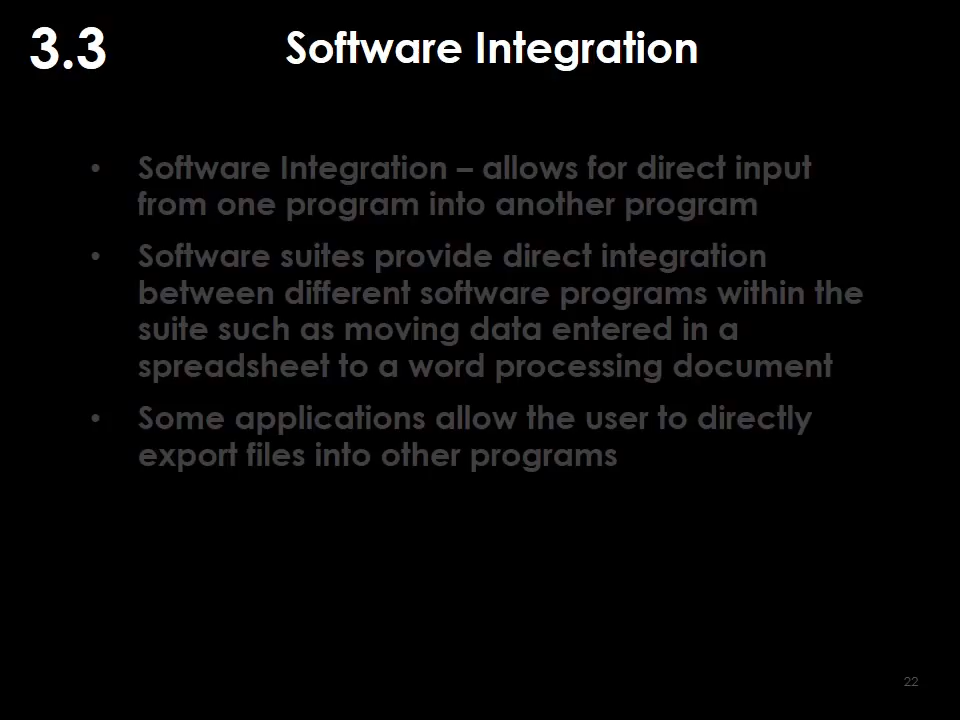 3.3
Software Integration
• Software Integration – allows for direct input
from one program into another program
• Software suites provide direct integration
between different software programs within the
suite such as moving data entered in a
spreadsheet to a word processing document
• Some applications allow the user to directly
export files into other programs
22